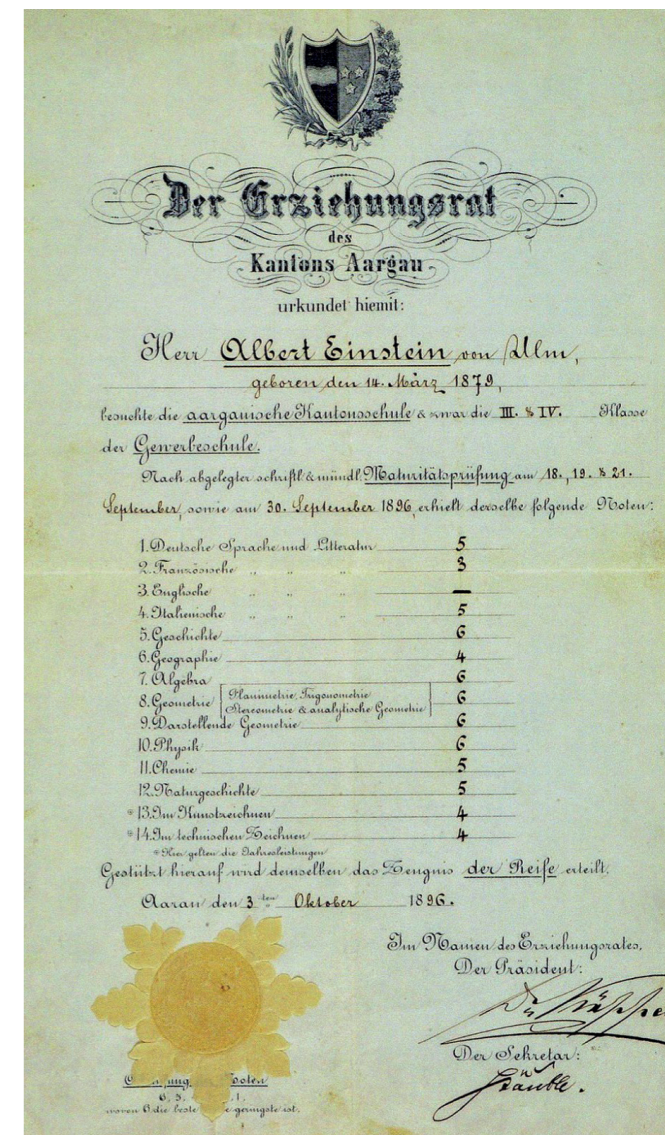 Der Erziehungsrat
des
Kantons Aargau
urkundet hiemit:
Herr Albert Einstein von Ulm,
geboren den 14. März 1879,
besuchte die aargauische Kantonsschule & zwar die III. & IV. Klasse
der Gewerbeschule.
Nach abgelegter schriftl. & mündl. Maturitätsprüfung am 18., 19. & 21.
September, sowie am 30. September 1896, erhielt derselbe folgende Noten:
1. Deutsche Sprache und Litteratur 5
2. Französische „ „ „ 3
3. Englische „ „ „ —
4. Italienische „ „ „ 5
5. Geschichte 6
6. Geographie 4
7. Algebra 6
8. Geometrie [Planimetrie, Trigonometrie
Stereometrie & analytische Geometrie] 6
9. Darstellende Geometrie 6
10. Physik 6
11. Chemie 5
12. Naturgeschichte 5
* 13. Im Kunstzeichnen 4
* 14. Im technischen Zeichnen 4
* Hier gelten die Jahresleistungen
Gestützt hierauf wird demselben das Zeugnis der Reife erteilt.
Aarau den 3ten Oktober 1896.
Im Namen des Erziehungsrates,
Der Präsident:
Der Sekretär:
Stäuble.
Noten
6, 5, 1,
wovon 6 die beste geringste ist.